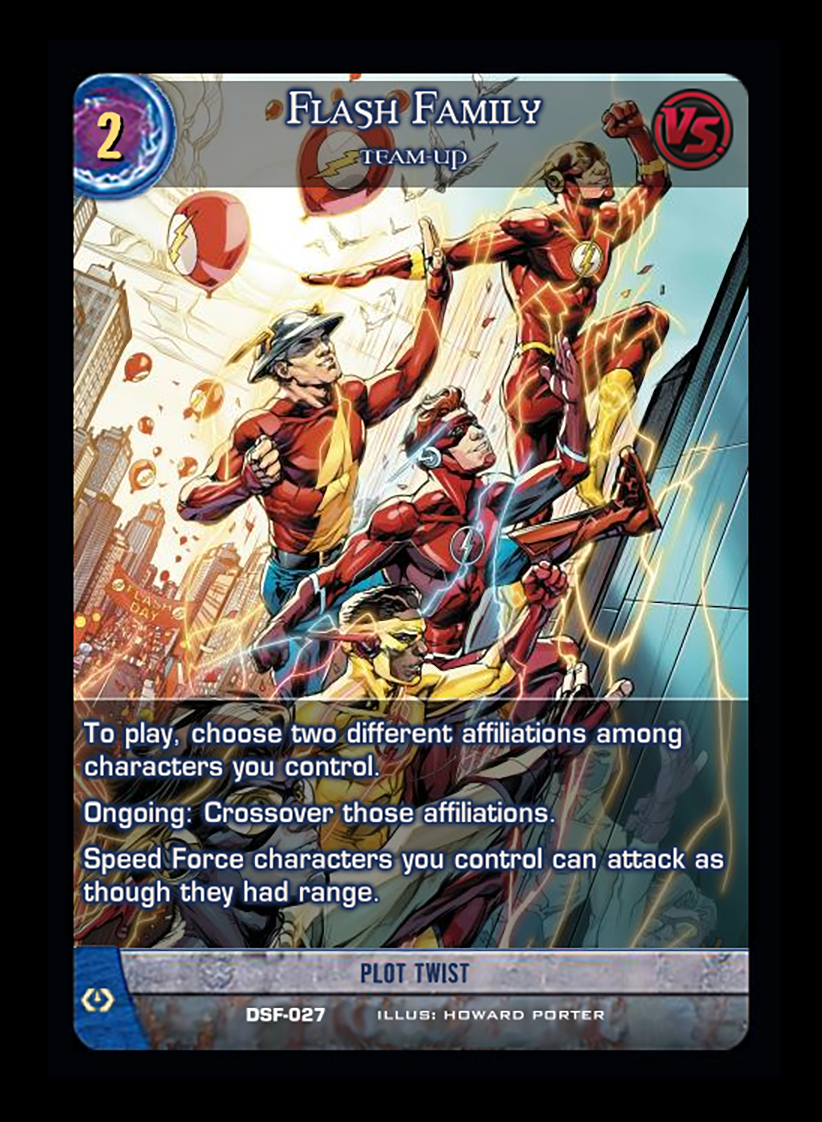 2
Flash Family
VS.
TEAM-UP
FLASH
DAY
To play, choose two different affiliations among
characters you control.
Ongoing: Crossover those affiliations.
Speed Force characters you control can attack as
though they had range.
PLOT TWIST
DSF-027 ILLUS: HOWARD PORTER